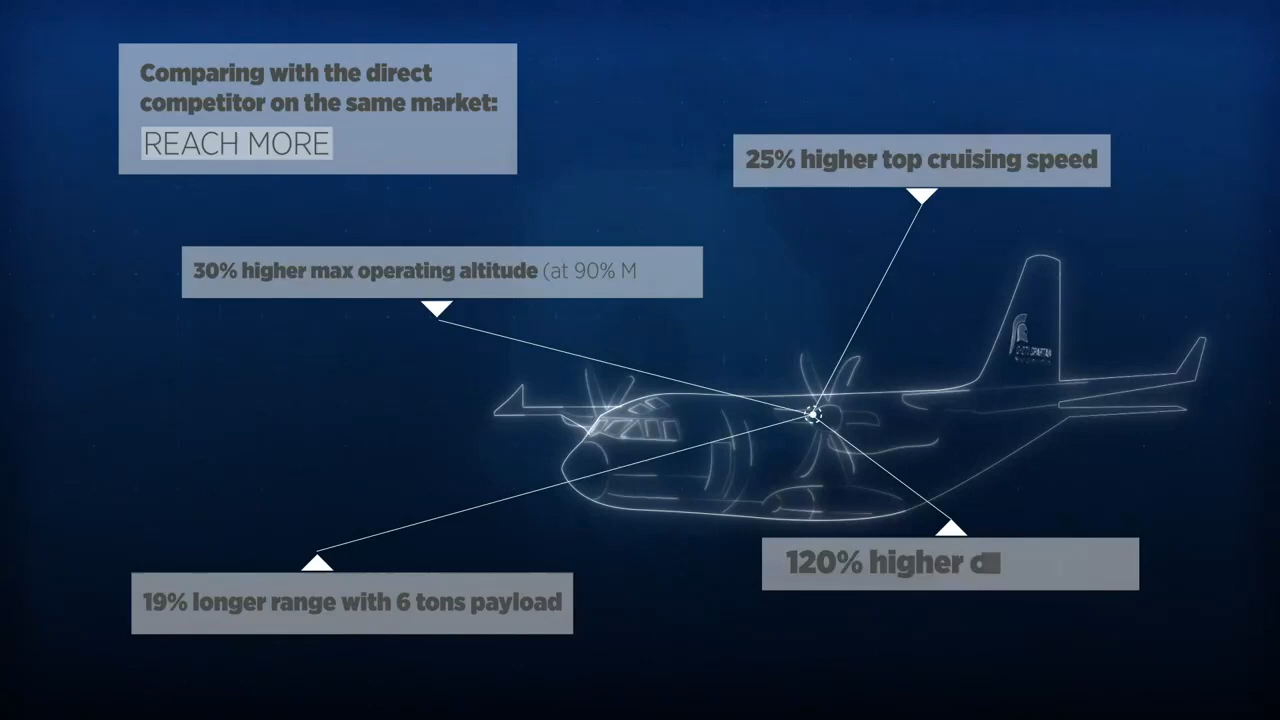 Comparing with the direct
competitor on the same market:
REACH MORE
25% higher top cruising speed
30% higher max operating altitude (at 90% M
120% higher
19% longer range with 6 tons payload